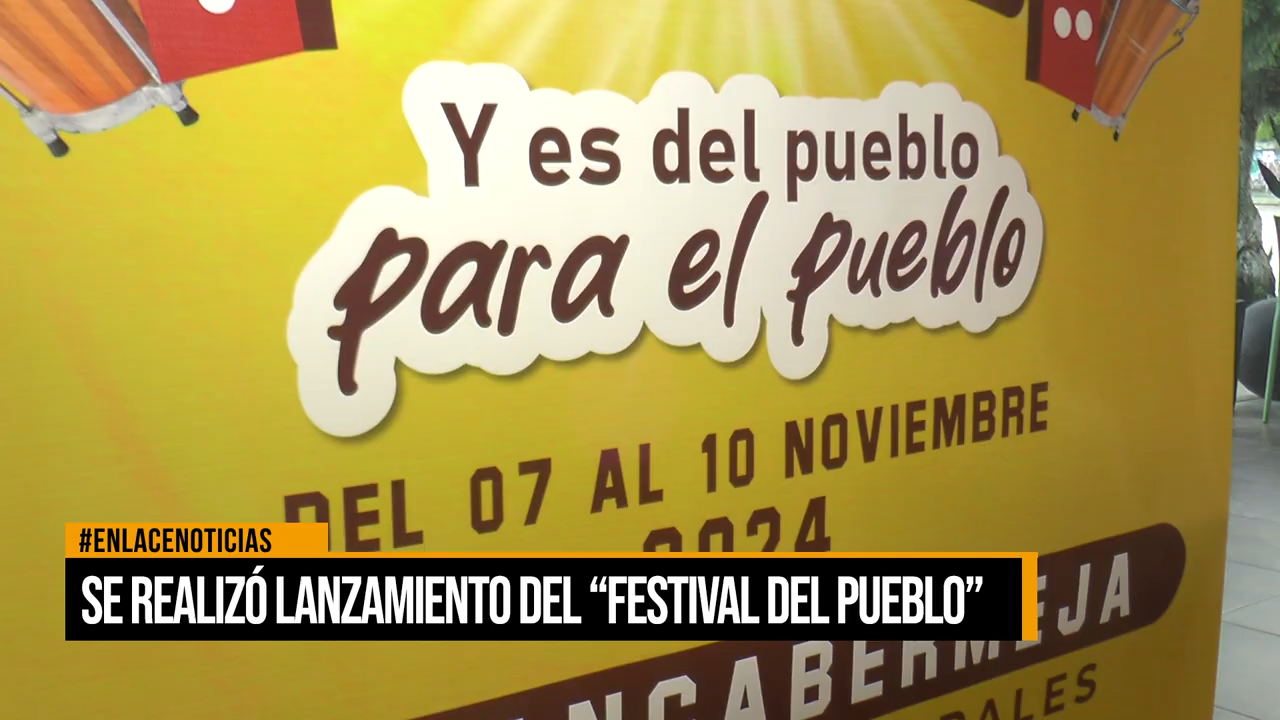 Y es del pueblo
para el pueblo
DEL 07 AL 10 NOVIEMBRE
2024
#ENLACENOTICIAS
SE REALIZÓ LANZAMIENTO DEL “FESTIVAL DEL PUEBLO”